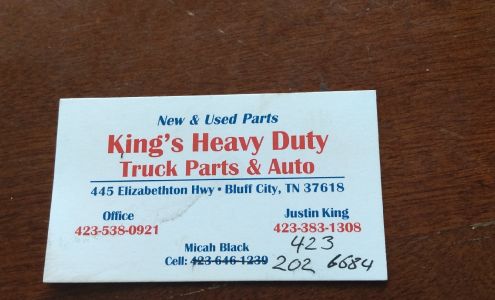 New & Used Parts
King's Heavy Duty
Truck Parts & Auto
445 Elizabethton Hwy • Bluff City, TN 37618
Office
423-538-0921
Justin King
423-383-1308
Micah Black
Cell: 423-646-1239
423
202 6684